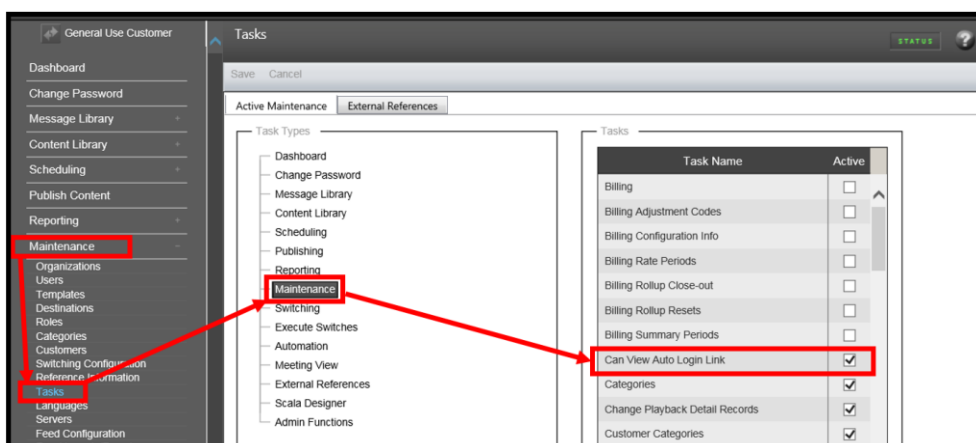 General Use Customer
Dashboard
Change Password
Message Library +
Content Library +
Scheduling +
Publish Content
Reporting +
Maintenance -
Organizations
Users
Templates
Destinations
Roles
Categories
Customers
Switching Configuration
Reference Information
Tasks
Languages
Servers
Feed Configuration
Tasks
STATUS ?
Save Cancel
Active Maintenance External References
Task Types
Dashboard
Change Password
Message Library
Content Library
Scheduling
Publishing
Reporting
Maintenance
Switching
Execute Switches
Automation
Meeting View
External References
Scala Designer
Admin Functions
Tasks
Task Name Active
Billing
Billing Adjustment Codes
Billing Configuration Info
Billing Rate Periods
Billing Rollup Close-out
Billing Rollup Resets
Billing Summary Periods
Can View Auto Login Link
Categories
Change Playback Detail Records
Customer Categories